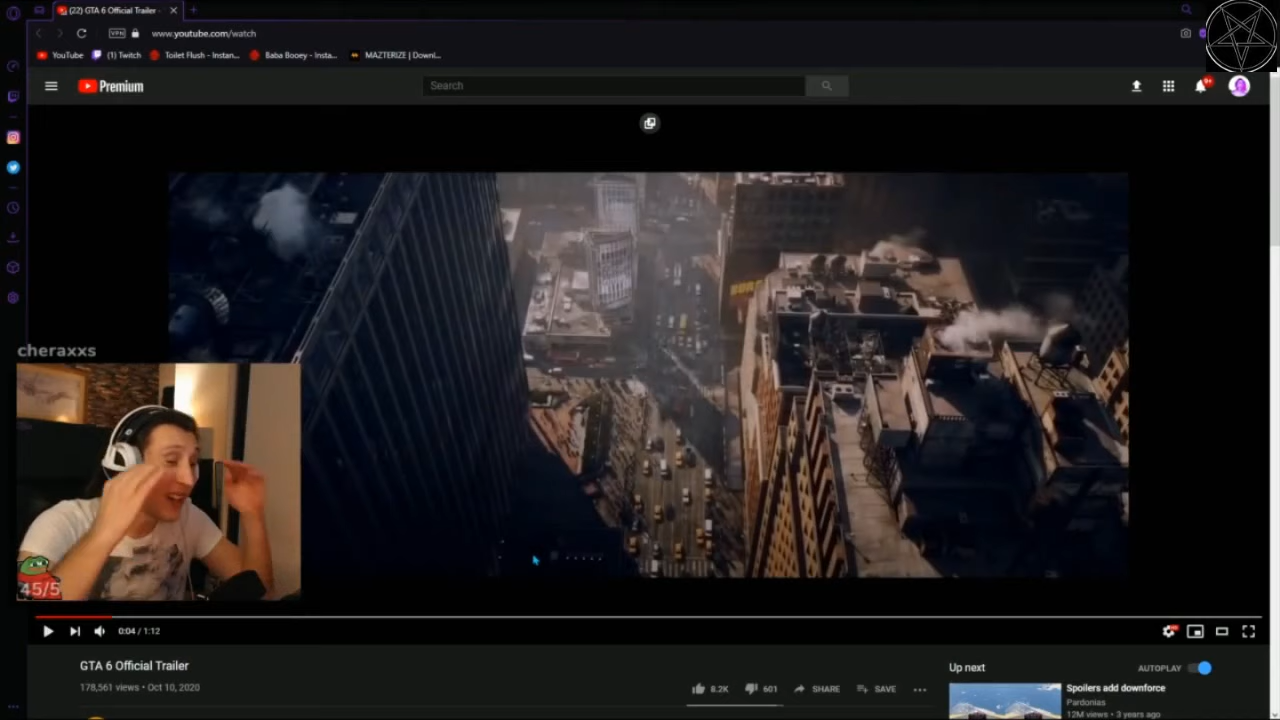 (22) GTA 6 Official Trailer -
VPN
www.youtube.com/watch
YouTube
(1) Twitch
Toilet Flush - Instan...
Baba Booey - Insta...
MAZTERIZE | Downl...
Premium
Search
9+
cheraxxs
45/5
0:04 / 1:12
GTA 6 Official Trailer
178,561 views • Oct 10, 2020
8.2K
601
SHARE
SAVE
Up next
AUTOPLAY
Spoilers add downforce
Pardonias
12M views • 3 years ago